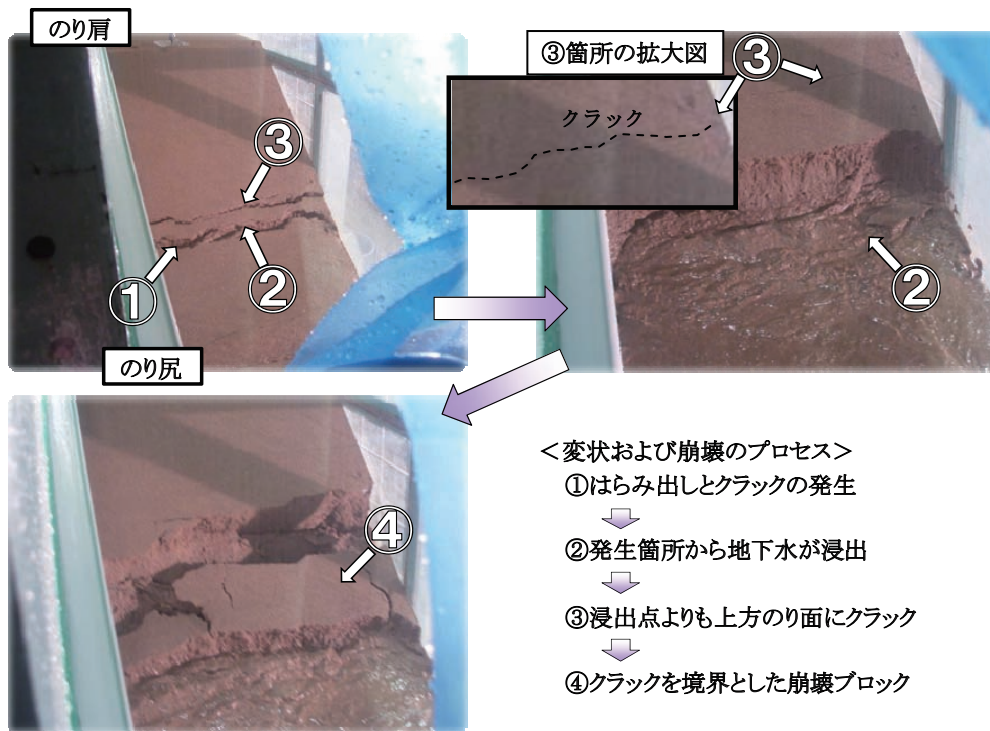 のり肩
③
②
①
のり尻
③箇所の拡大図
③
クラック
②
④
＜変状および崩壊のプロセス＞
①はらみ出しとクラックの発生
②発生箇所から地下水が浸出
③浸出点よりも上方のり面にクラック
④クラックを境界とした崩壊ブロック